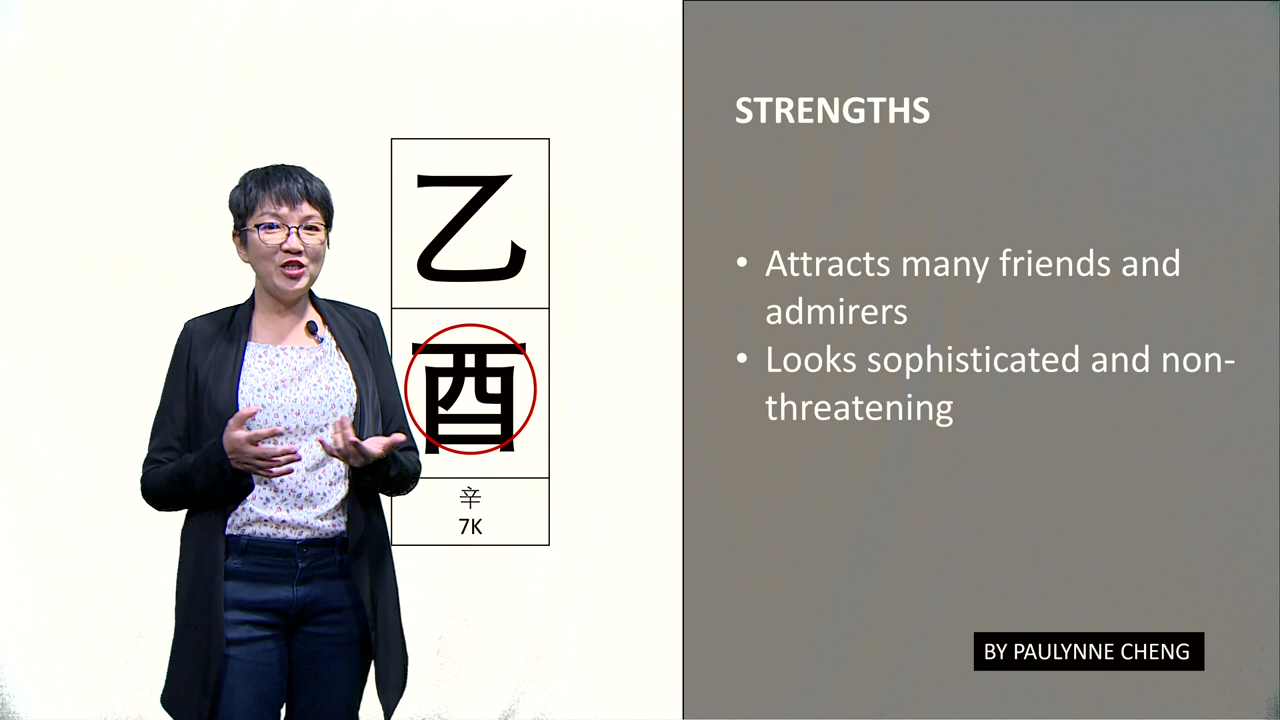 乙
酉
辛
7K
STRENGTHS
• Attracts many friends and
admirers
• Looks sophisticated and non-
threatening
BY PAULYNNE CHENG